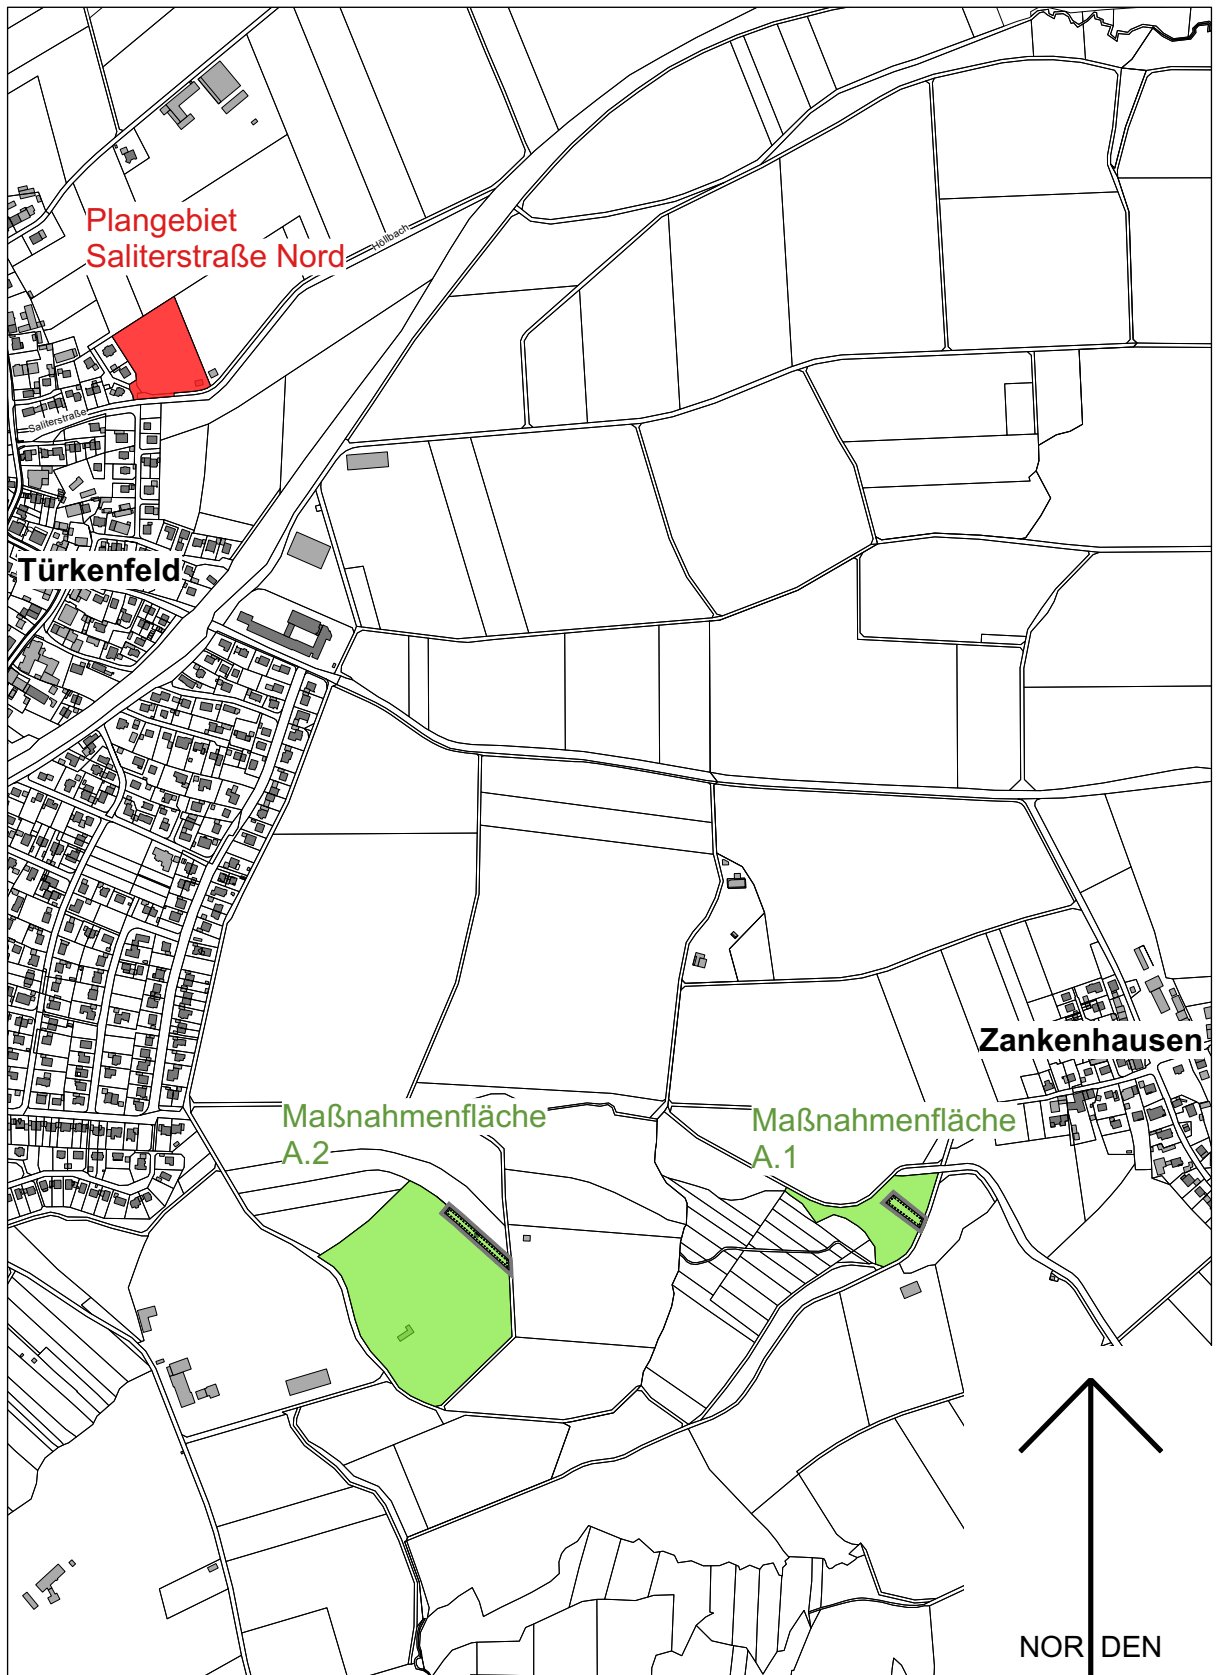 Plangebiet
Saliterstraße Nord
Höllbach
Saliterstraße
Türkenfeld
Zankenhausen
Maßnahmenfläche
A.2
Maßnahmenfläche
A.1
NORDEN